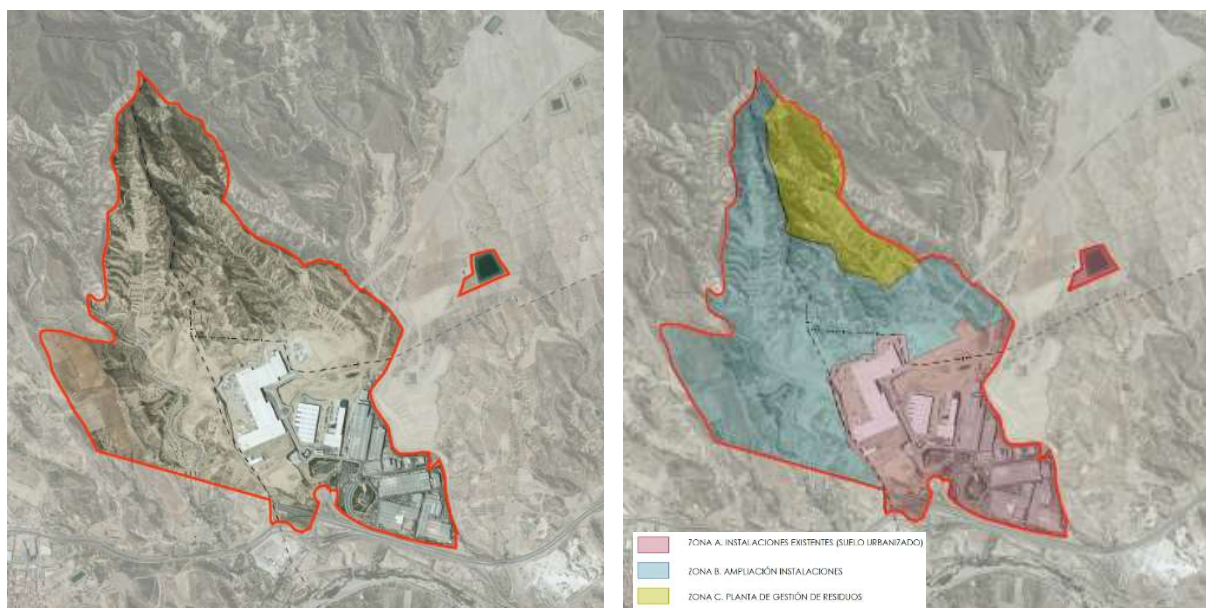 ZONA A. INSTALACIONES EXISTENTES (SUELO URBANIZADO)
ZONA B. AMPLIACIÓN INSTALACIONES
ZONA C. PLANTA DE GESTIÓN DE RESIDUOS